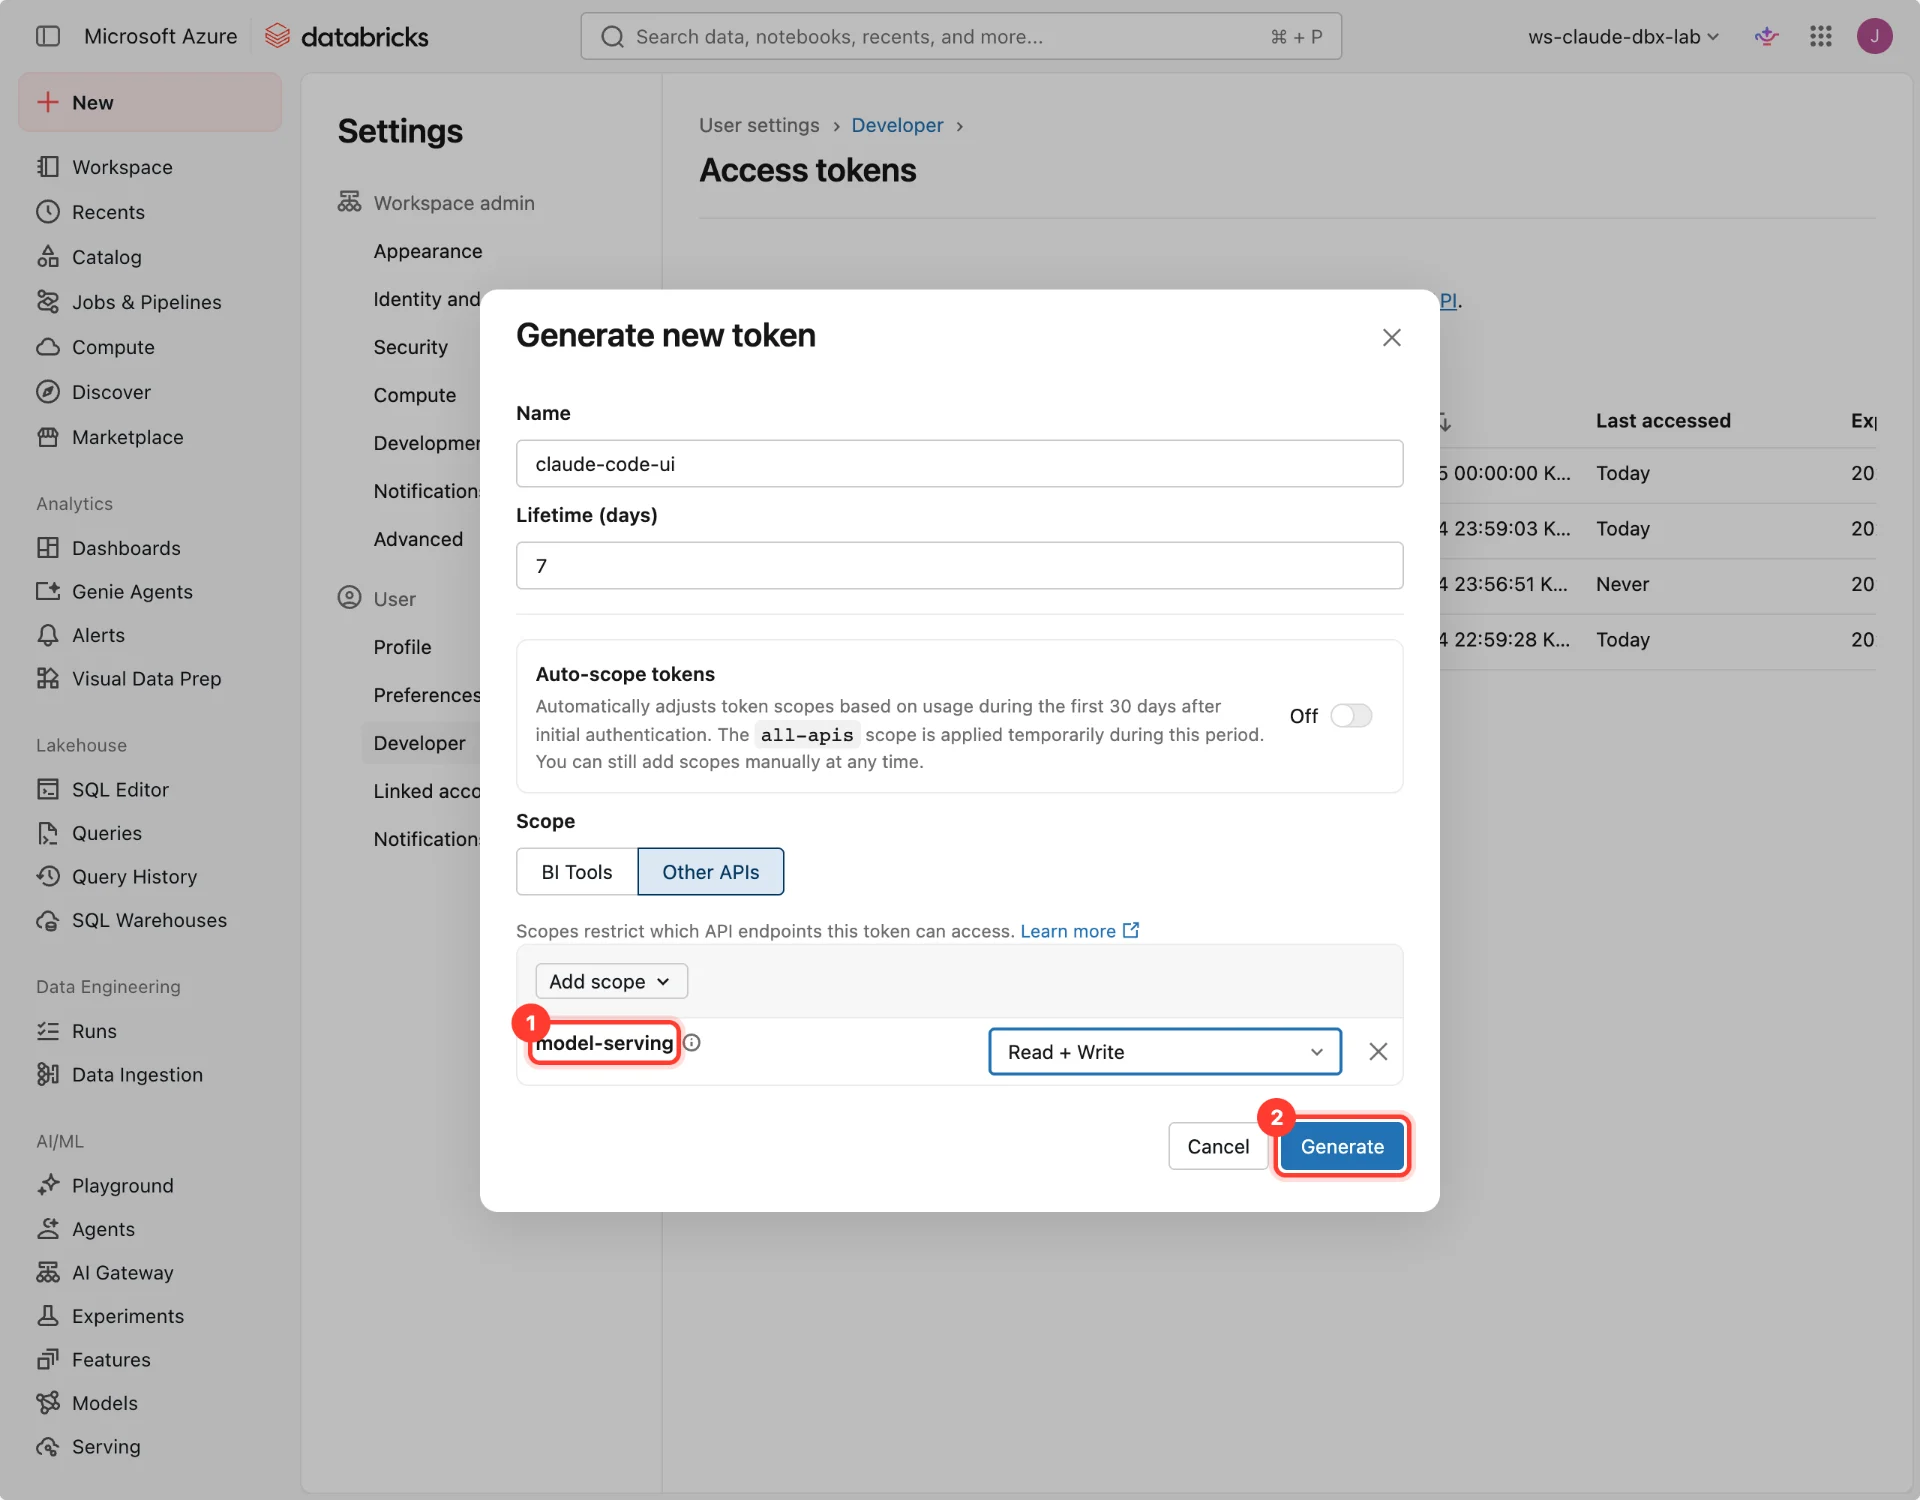 Microsoft Azure
databricks
Search data, notebooks, recents, and more...
⌘ + P
ws-claude-dbx-lab
J
New
Workspace
Recents
Catalog
Jobs & Pipelines
Compute
Discover
Marketplace
Analytics
Dashboards
Genie Agents
Alerts
Visual Data Prep
Lakehouse
SQL Editor
Queries
Query History
SQL Warehouses
Data Engineering
Runs
Data Ingestion
AI/ML
Playground
Agents
AI Gateway
Experiments
Features
Models
Serving
Settings
Workspace admin
Appearance
Identity and
Security
Compute
Notifications
Advanced
User
Profile
Preferences
Developer
Linked acco
Notifications
User settings › Developer ›
Access tokens
PI.
Last accessed
5 00:00:00 K... Today 20
4 23:59:03 K... Today 20
4 23:56:51 K... Never 20
4 22:59:28 K... Today 20
Generate new token
Name
claude-code-ui
Lifetime (days)
7
Auto-scope tokens
Automatically adjusts token scopes based on usage during the first 30 days after
initial authentication. The all-apis scope is applied temporarily during this period.
You can still add scopes manually at any time.
Off
Scope
BI Tools
Other APIs
Scopes restrict which API endpoints this token can access. Learn more
Add scope
1
model-serving
Read + Write
2
Cancel
Generate